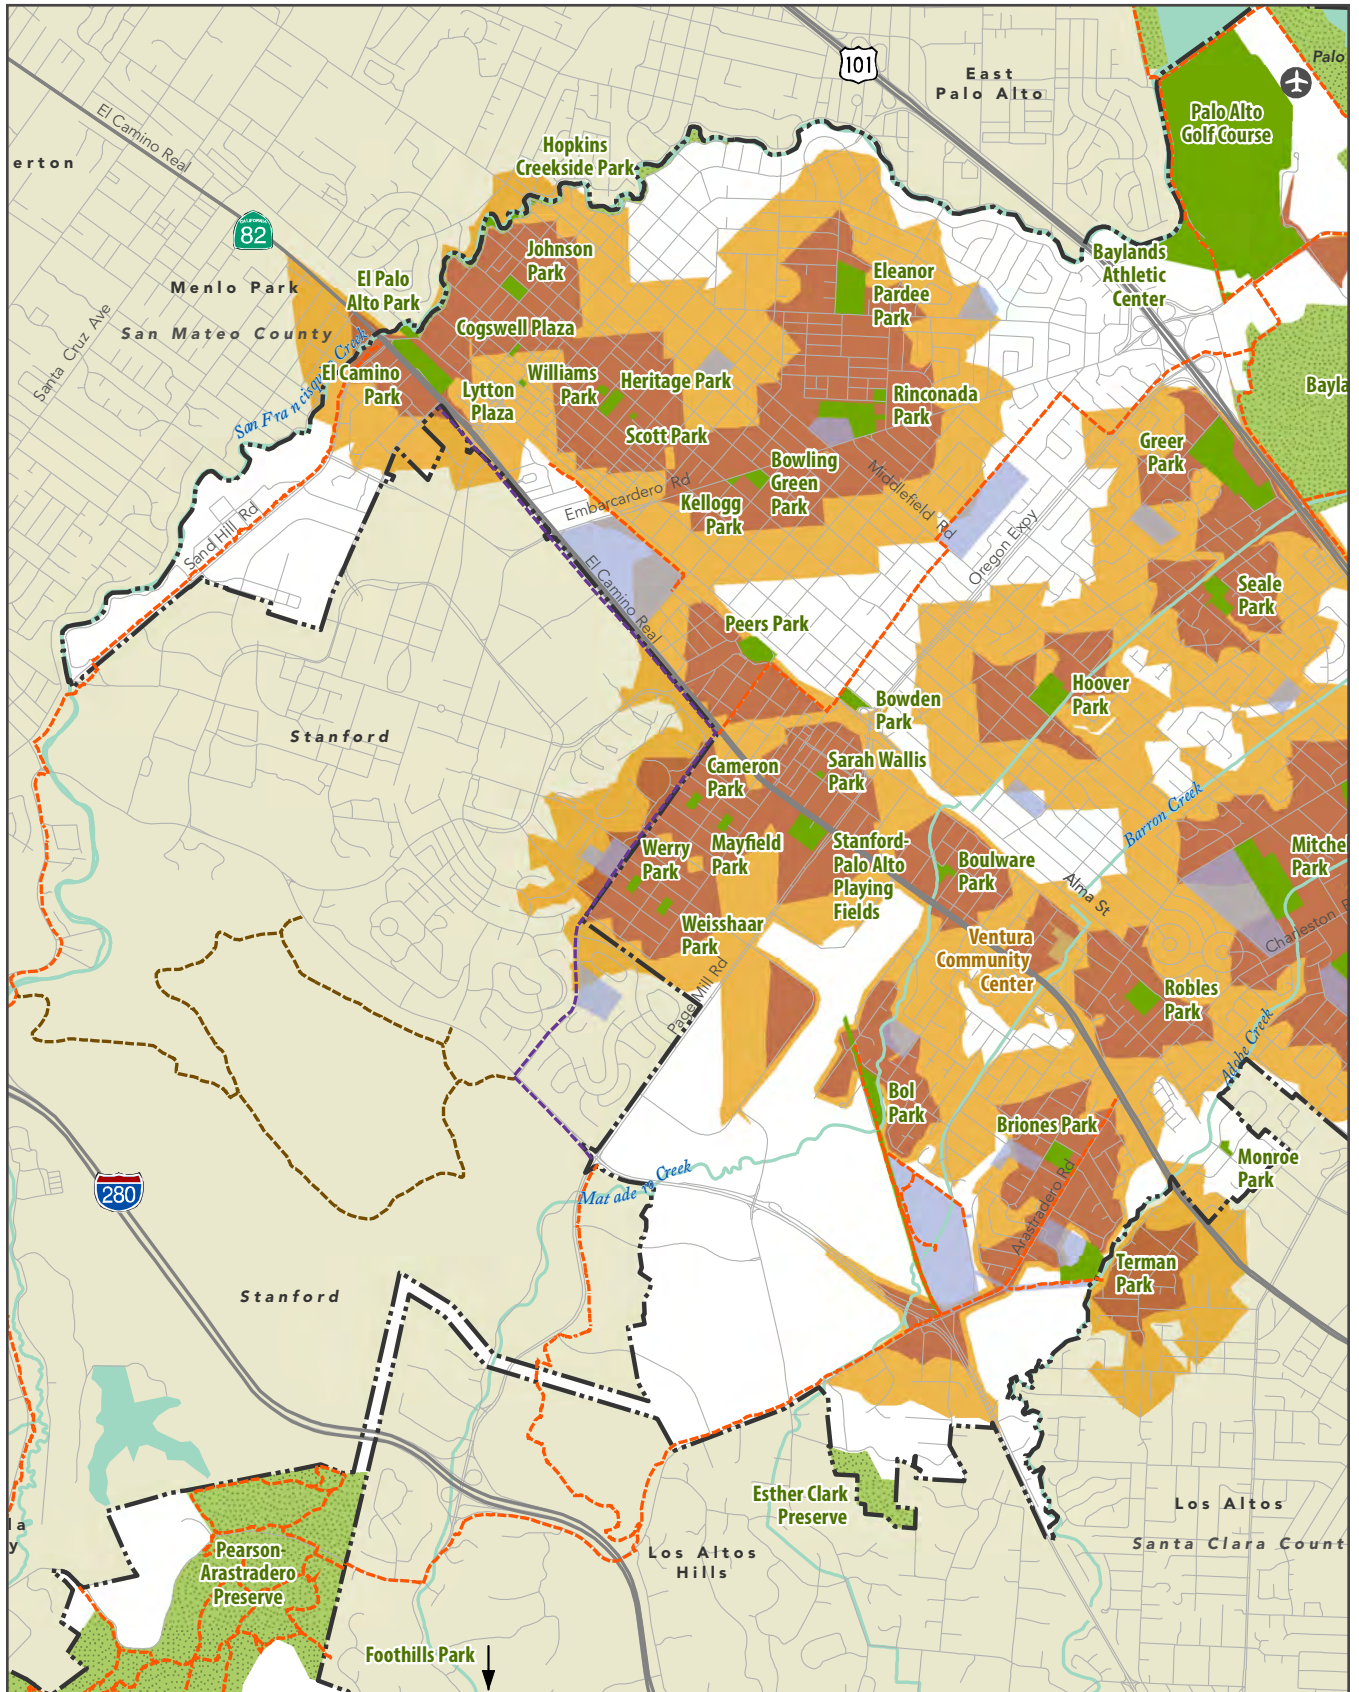 101
East
Palo Alto
Palo
Palo Alto
Golf Course
El Camino Real
erton
Hopkins
Creekside Park
CALIFORNIA
82
Johnson
Park
Baylands
Athletic
Center
Eleanor
Pardee
Park
El Palo
Alto Park
Menlo Park
San Mateo County
Santa Cruz Ave
Cogswell Plaza
San Francisquito Creek
El Camino
Park
Lytton
Plaza
Williams
Park
Heritage Park
Rinconada
Park
Bayla
Scott Park
Greer
Park
Bowling
Green
Park
Middlefield Rd
Embarcardero Rd
Kellogg
Park
Sand Hill Rd
Oregon Expy
El Camino Real
Seale
Park
Peers Park
Hoover
Park
Bowden
Park
Stanford
Cameron
Park
Sarah Wallis
Park
Barron Creek
Werry
Park
Mayfield
Park
Stanford-
Palo Alto
Playing
Fields
Boulware
Park
Mitche
Park
Alma St
Weisshaar
Park
Charleston R
Ventura
Community
Center
Page Mill Rd
Robles
Park
Adobe Creek
Bol
Park
Briones Park
Monroe
Park
280
Matadero Creek
Arastradero Rd
Terman
Park
Stanford
Esther Clark
Preserve
Los Altos
Santa Clara Count
la
y
Pearson-
Arastradero
Preserve
Los Altos
Hills
Foothills Park